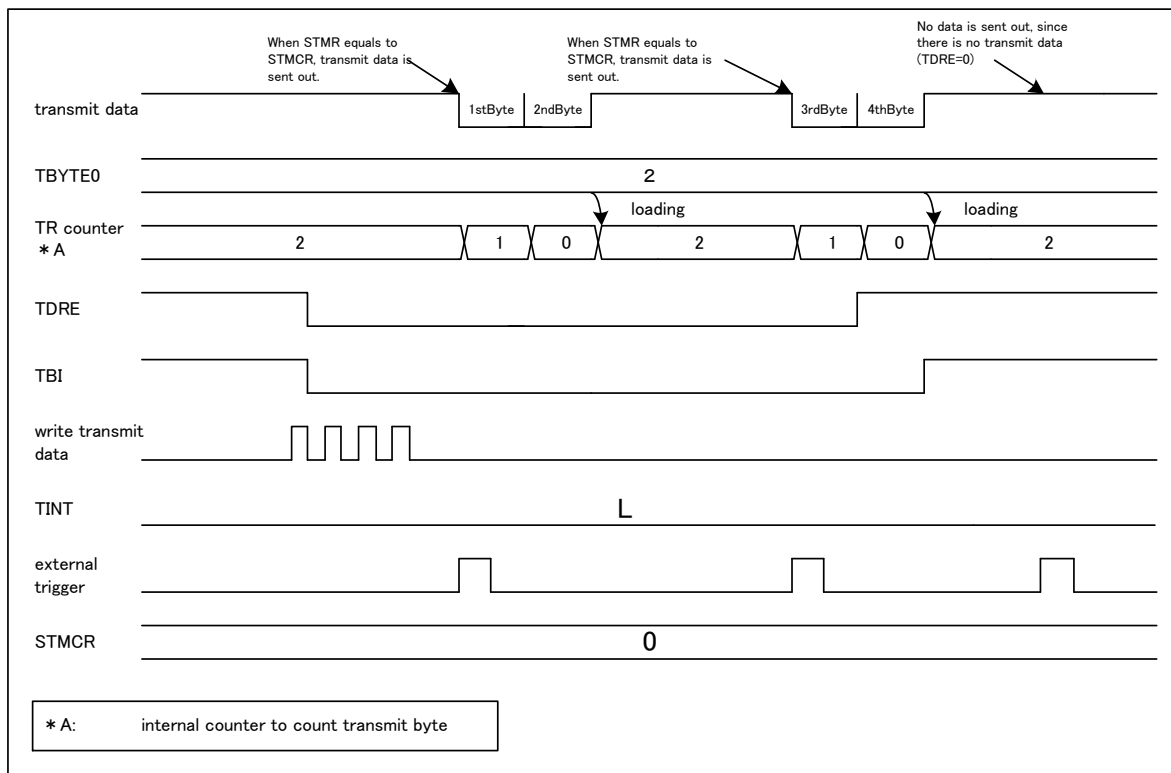 When STMR equals to
STMCR, transmit data is
sent out.
When STMR equals to
STMCR, transmit data is
sent out.
No data is sent out, since
there is no transmit data
(TDRE=0)
transmit data
1stByte
2ndByte
3rdByte
4thByte
TBYTE0
2
loading
loading
TR counter
*A
2
1
0
2
1
0
2
TDRE
TBI
write transmit
data
TINT
L
external
trigger
STMCR
0
*A: internal counter to count transmit byte